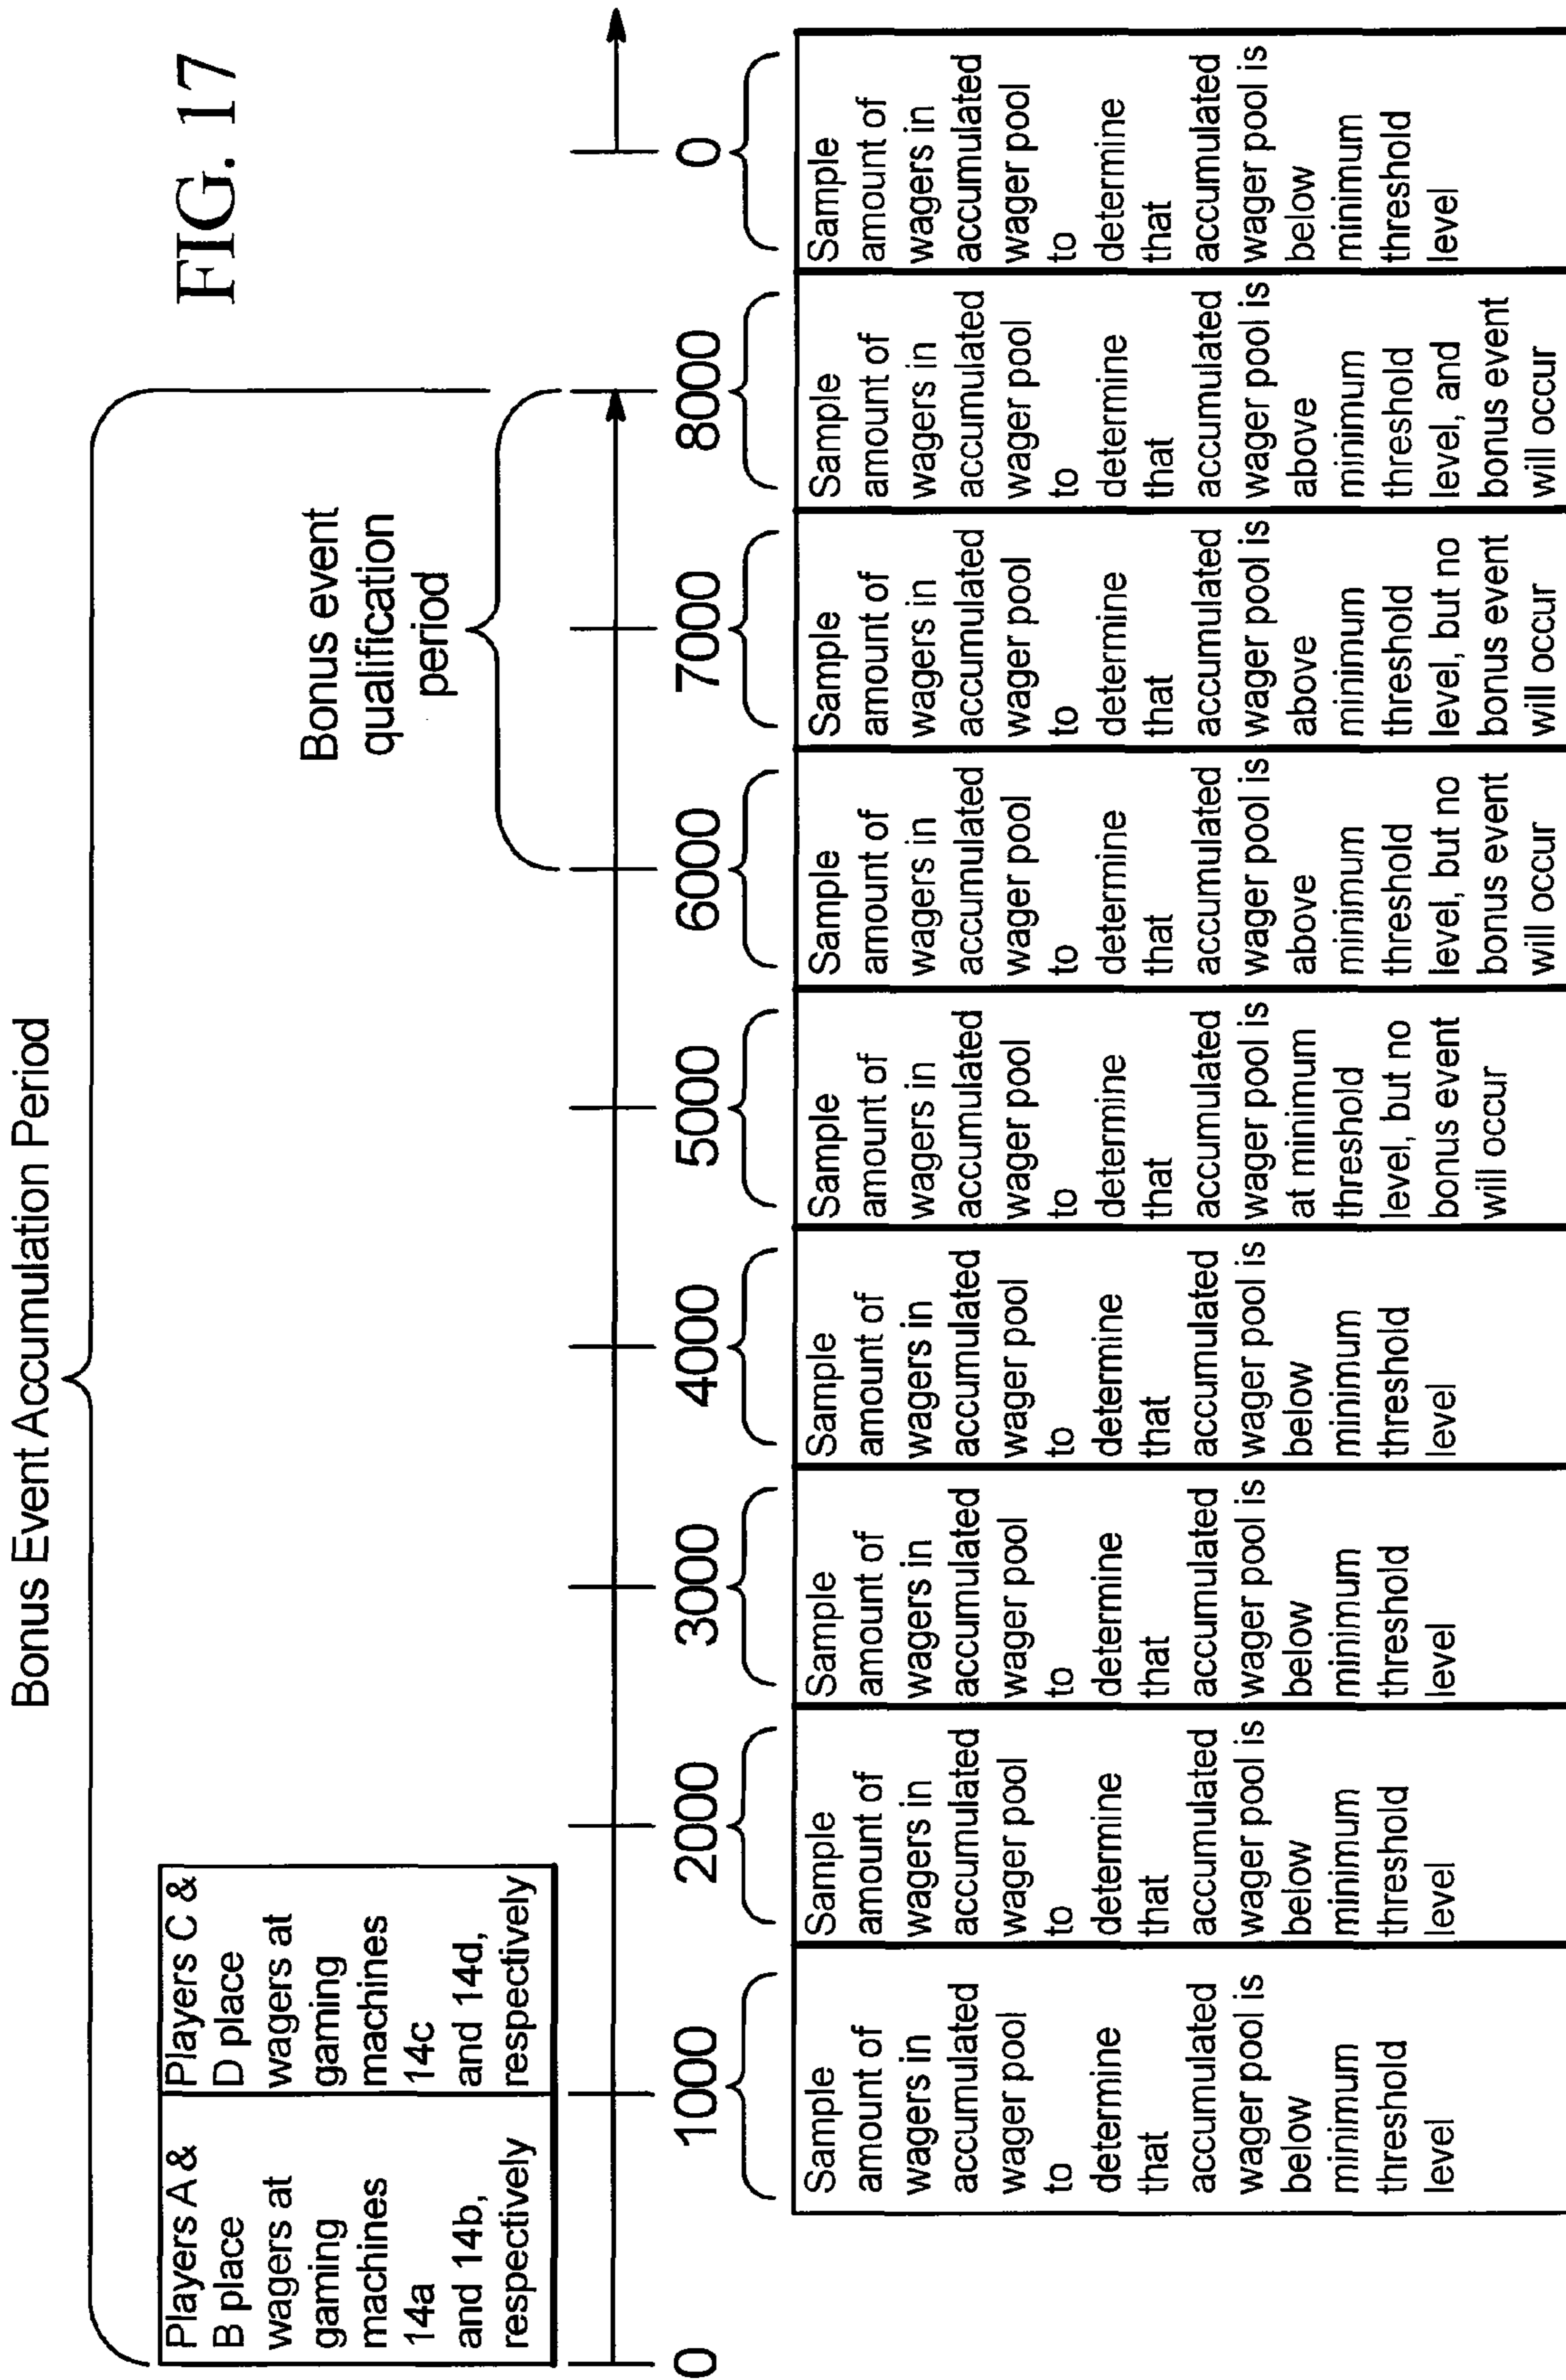 FIG. 17
Bonus Event Accumulation Period
Bonus event
qualification
period
Players A &
B place
wagers at
gaming
machines
14a
and 14b,
respectively
Players C &
D place
wagers at
gaming
machines
14c
and 14d,
respectively
0
1000
2000
3000
4000
5000
6000
7000
8000
0
Sample
amount of
wagers in
accumulated
wager pool
to
determine
that
accumulated
wager pool is
below
minimum
threshold
level
Sample
amount of
wagers in
accumulated
wager pool
to
determine
that
accumulated
wager pool is
below
minimum
threshold
level
Sample
amount of
wagers in
accumulated
wager pool
to
determine
that
accumulated
wager pool is
below
minimum
threshold
level
Sample
amount of
wagers in
accumulated
wager pool
to
determine
that
accumulated
wager pool is
below
minimum
threshold
level
Sample
amount of
wagers in
accumulated
wager pool
to
determine
that
accumulated
wager pool is
at minimum
threshold
level, but no
bonus event
will occur
Sample
amount of
wagers in
accumulated
wager pool
to
determine
that
accumulated
wager pool is
above
minimum
threshold
level, but no
bonus event
will occur
Sample
amount of
wagers in
accumulated
wager pool
to
determine
that
accumulated
wager pool is
above
minimum
threshold
level, but no
bonus event
will occur
Sample
amount of
wagers in
accumulated
wager pool
to
determine
that
accumulated
wager pool is
above
minimum
threshold
level, and
bonus event
will occur
Sample
amount of
wagers in
accumulated
wager pool
to
determine
that
accumulated
wager pool is
below
minimum
threshold
level